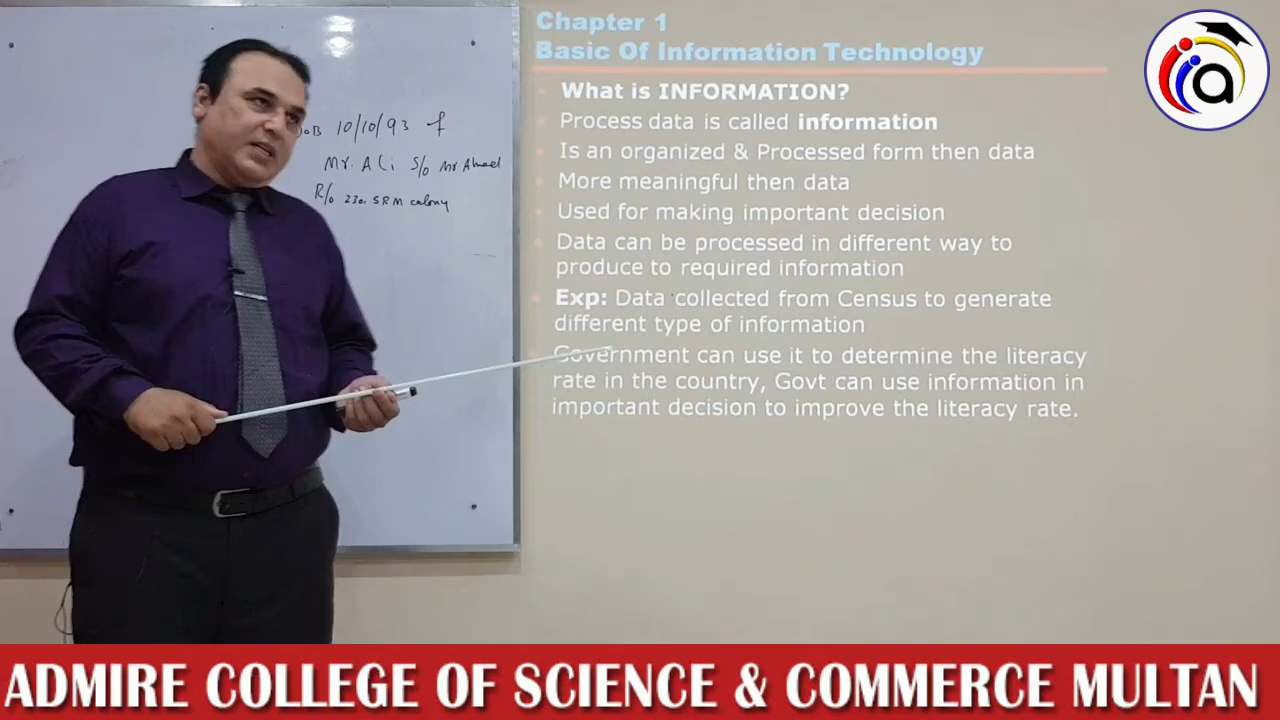 DoB 10/10/93 f
Mr. Ali S/o Mr. Ahmed
R/o 230. SRM colony
Chapter 1
Basic Of Information Technology
What is INFORMATION?
Process data is called information
Is an organized & Processed form then data
More meaningful then data
Used for making important decision
Data can be processed in different way to
produce to required information
Exp: Data collected from Census to generate
different type of information
Government can use it to determine the literacy
rate in the country, Govt can use information in
important decision to improve the literacy rate.
ia
ADMIRE COLLEGE OF SCIENCE & COMMERCE MULTAN